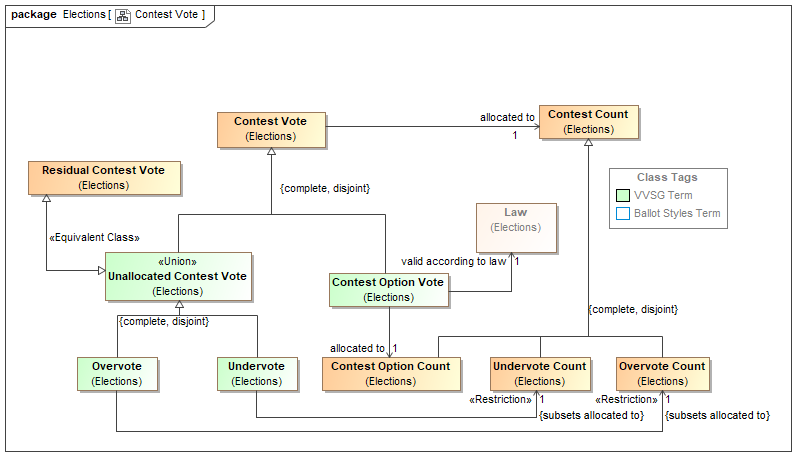 package Elections [ Contest Vote ]
Contest Vote
(Elections)
allocated to
1
Contest Count
(Elections)
Residual Contest Vote
(Elections)
{complete, disjoint}
Class Tags
VVSG Term
Ballot Styles Term
Law
(Elections)
«Equivalent Class»
«Union»
Unallocated Contest Vote
(Elections)
valid according to law
1
Contest Option Vote
(Elections)
{complete, disjoint}
{complete, disjoint}
allocated to
1
Overvote
(Elections)
Undervote
(Elections)
Contest Option Count
(Elections)
Undervote Count
(Elections)
Overvote Count
(Elections)
«Restriction»
1
«Restriction»
1
{subsets allocated to}
{subsets allocated to}